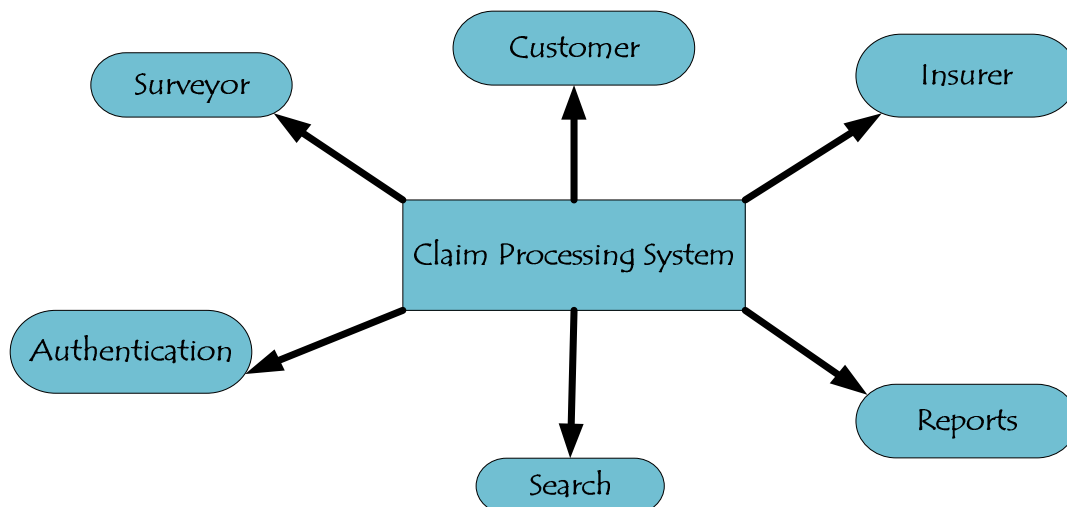 Customer
Surveyor
Insurer
Claim Processing System
Authentication
Reports
Search